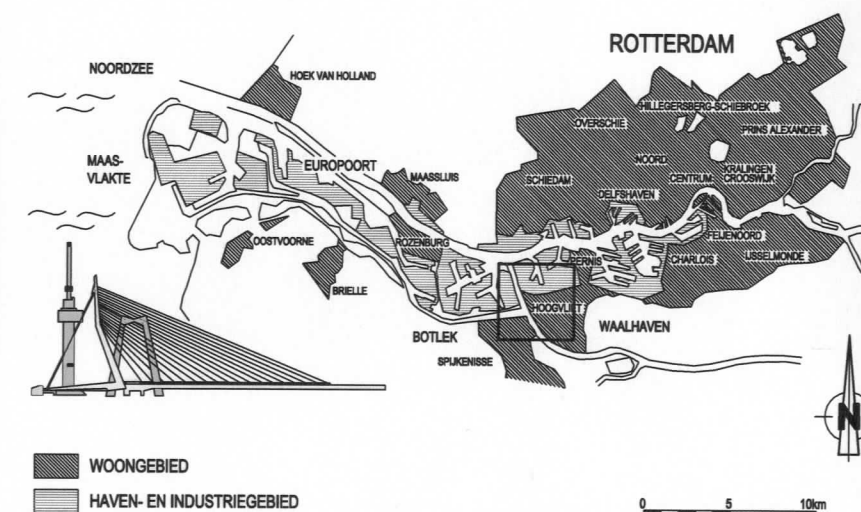 ROTTERDAM
NOORDZEE
HOEK VAN HOLLAND
HILLEGERSBERG-SCHIEBROEK
OVERSCHIE
PRINS ALEXANDER
MAAS-
VLAKTE
EUROPOORT
MAASSLUIS
NOORD
KRALINGEN
CROOSWIJK
SCHIEDAM
CENTRUM
DELFSHAVEN
OOSTVOORNE
ROZENBURG
FEIJENOORD
PERNIS
CHARLOIS
IJSSELMONDE
BRIELLE
HOOGVLIET
BOTLEK
WAALHAVEN
SPIJKENISSE
N
WOONGEBIED
HAVEN- EN INDUSTRIEGEBIED
0 5 10km